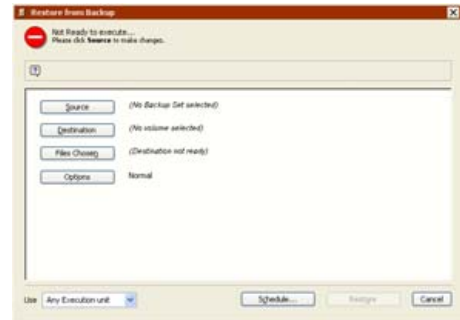 Restore from Backup
Not Ready to execute...
Please click Source to make changes.
Source (No Backup Set selected)
Destination (No volume selected)
Files Chosen (Destination not ready)
Options Normal
Use Any Execution unit Schedule... Restore Cancel